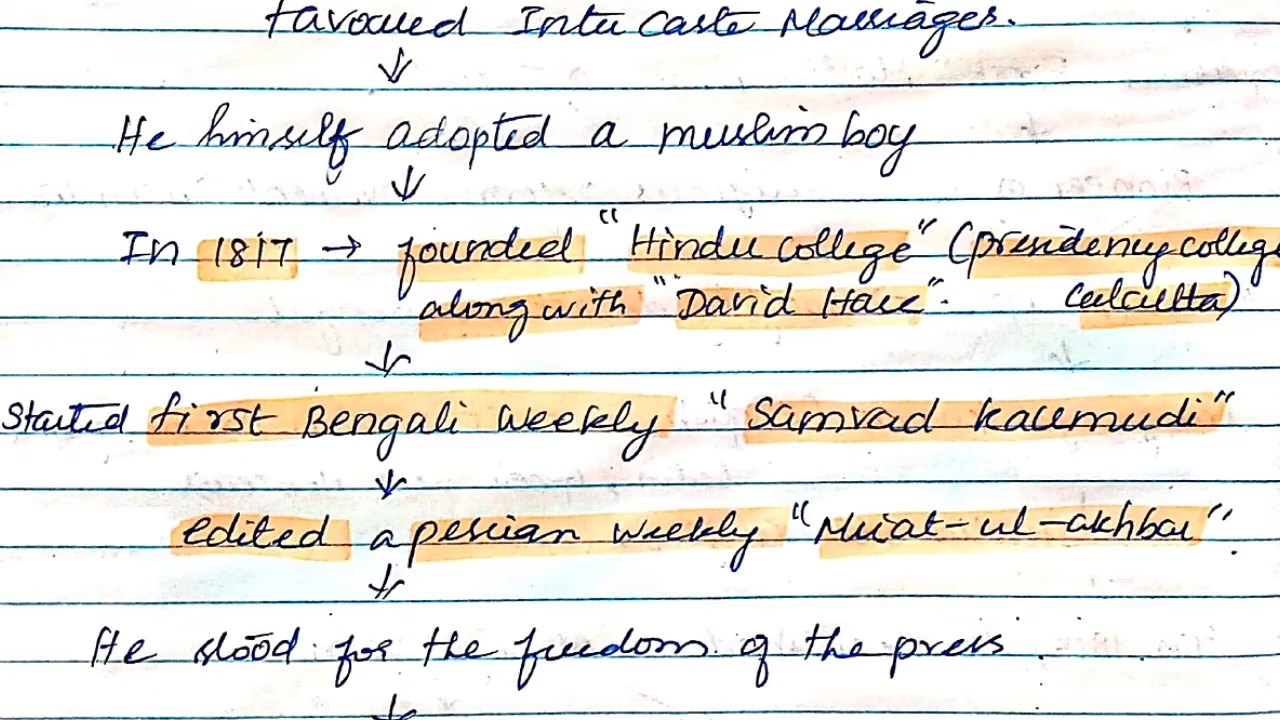 favoured Inter Caste Marriages.
↓
He himself adopted a muslim boy
↓
In 1817 → founded "Hindu college" (presidency colleg
along with "David Hare". Calcutta)
↓
Started first Bengali weekly "Samvad kaumudi"
↓
edited a persian weekly "Mirat-ul-akhbar".
↓
He stood for the freedom of the press.
↓